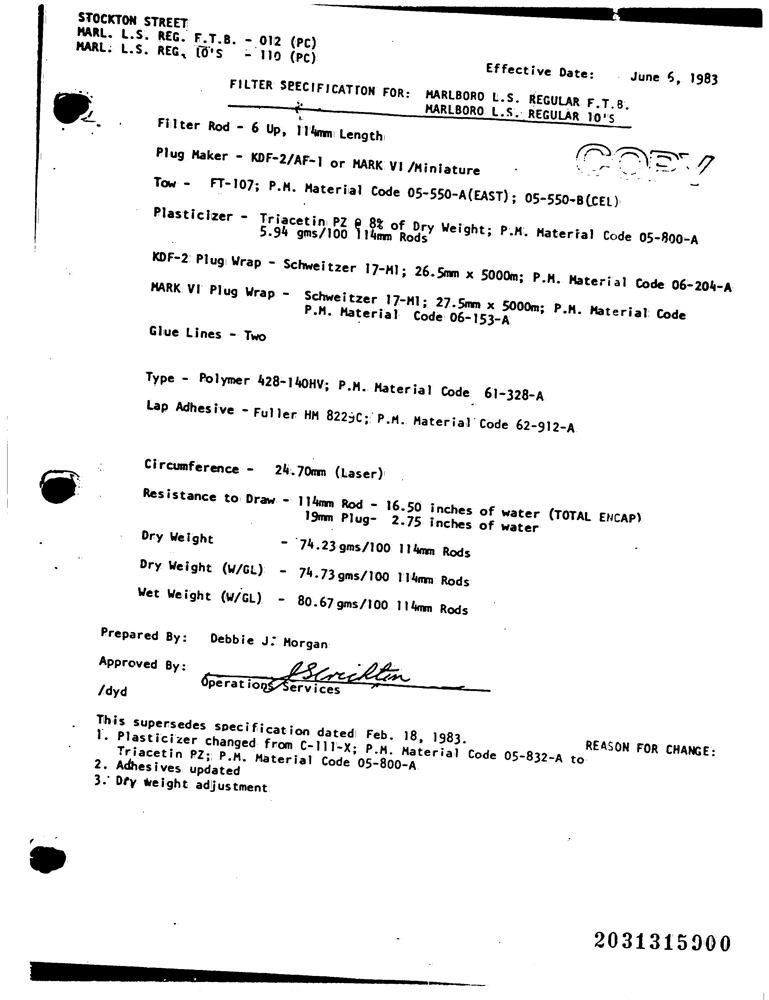 STOCKTON STREET
MARL. L.S. REG. F.T.B. - 012 (PC)
MARL. L.S. REG. 10'S - 110 (PC)
Effective Date: June 6, 1983
FILTER SPECIFICATION FOR: MARLBORO L.S. REGULAR F.T.B.
MARLBORO L.S. REGULAR 10'S
COPY
Filter Rod - 6 Up, 114mm Length
Plug Maker - KDF-2/AF-1 or MARK VI /Miniature
Tow - FT-107; P.M. Material Code 05-550-A(EAST); 05-550-B(CEL)
Plasticizer - Triacetin PZ @ 8% of Dry Weight; P.M. Material Code 05-800-A
5.94 gms/100 114mm Rods
KDF-2 Plug Wrap - Schweitzer 17-M1; 26.5mm x 5000m; P.M. Material Code 06-204-A
MARK VI Plug Wrap - Schweitzer 17-M1; 27.5mm x 5000m; P.M. Material Code
P.M. Material Code 06-153-A
Glue Lines - Two
Type - Polymer 428-140HV; P.M. Material Code 61-328-A
Lap Adhesive - Fuller HM 8229C; P.M. Material Code 62-912-A
Circumference - 24.70mm (Laser)
Resistance to Draw - 114mm Rod - 16.50 inches of water (TOTAL ENCAP)
19mm Plug- 2.75 inches of water
Dry Weight - 74.23 gms/100 114mm Rods
Dry Weight (W/GL) - 74.73 gms/100 114mm Rods
Wet Weight (W/GL) - 80.67 gms/100 114mm Rods
Prepared By: Debbie J. Morgan
Approved By:
Operations Services
/dyd
This supersedes specification dated Feb. 18, 1983. REASON FOR CHANGE:
1. Plasticizer changed from C-111-X; P.M. Material Code 05-832-A to
Triacetin PZ; P.M. Material Code 05-800-A
2. Adhesives updated
3. Dry weight adjustment
2031315900